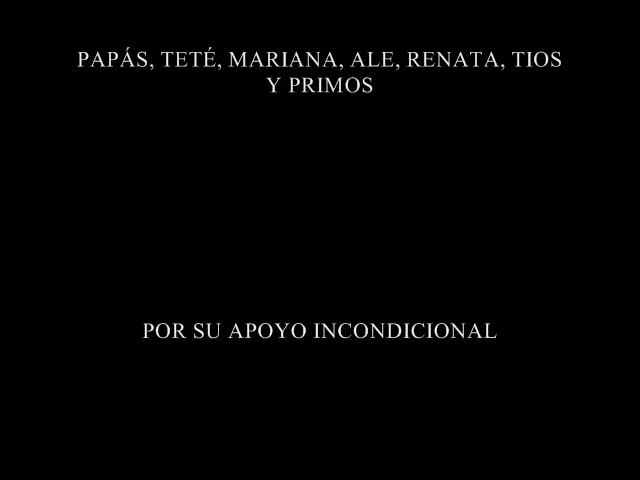 PAPÁS, TETÉ, MARIANA, ALE, RENATA, TIOS
Y PRIMOS
POR SU APOYO INCONDICIONAL